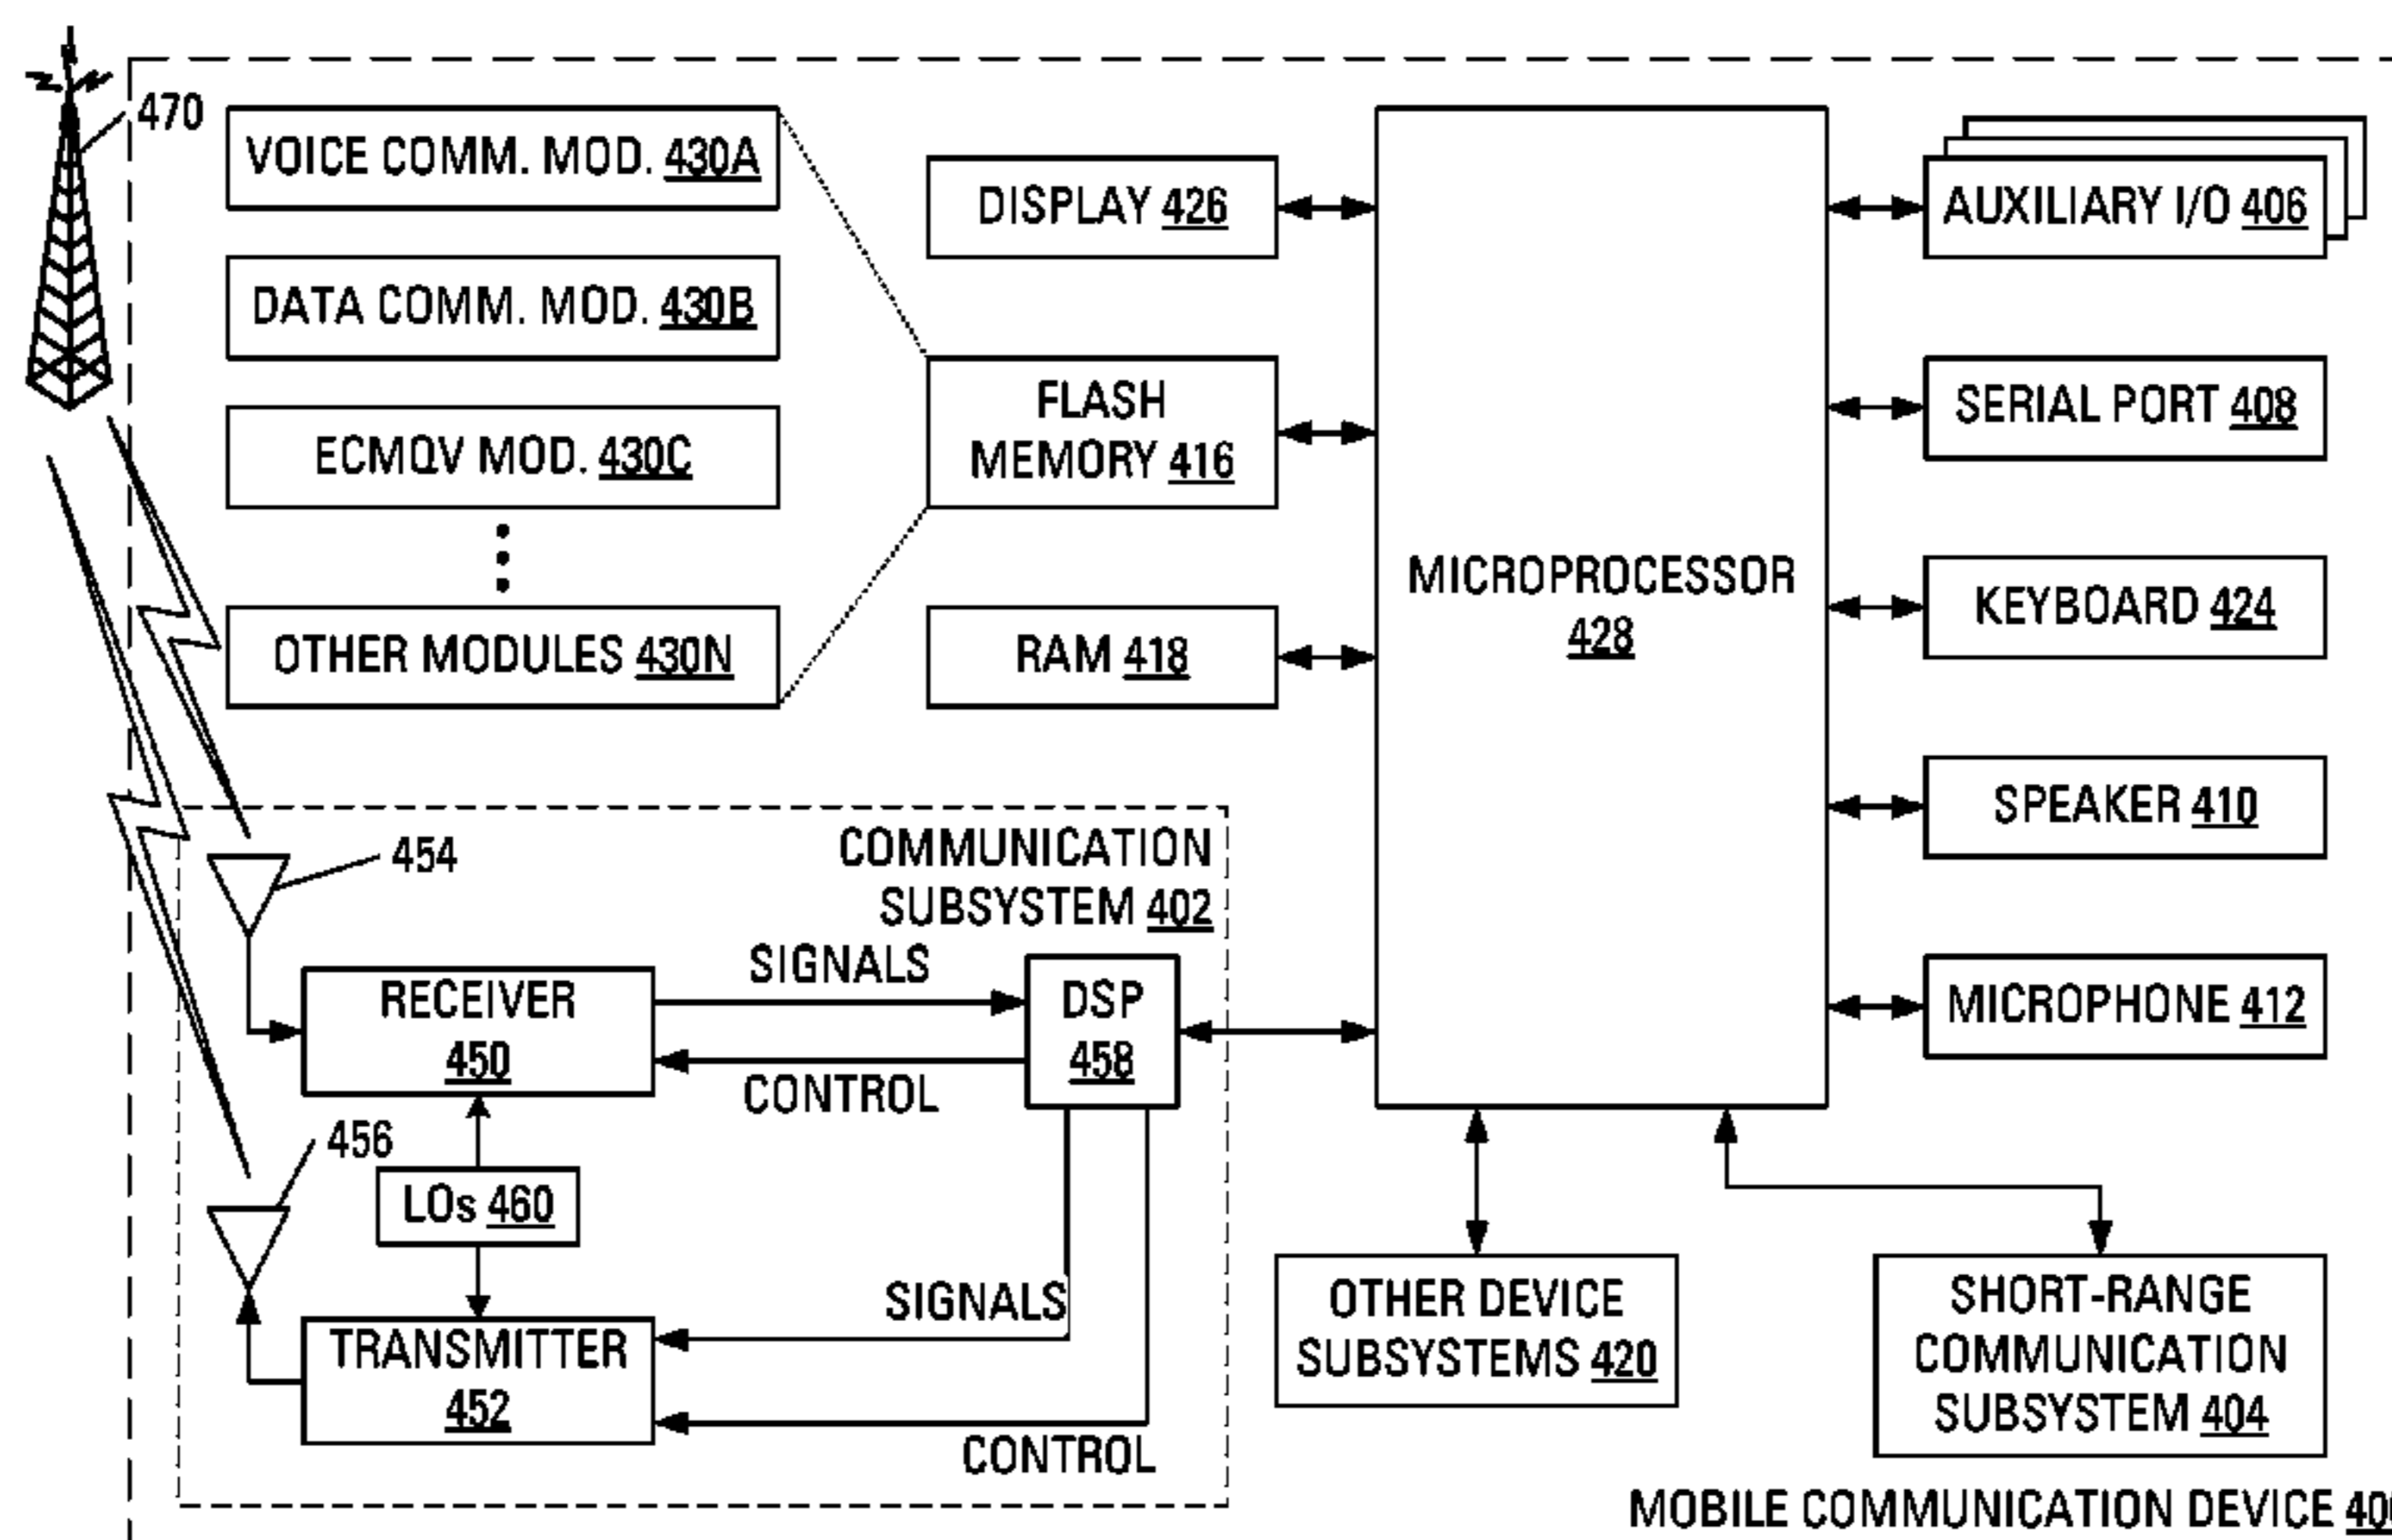 470
VOICE COMM. MOD. 430A
DATA COMM. MOD. 430B
ECMQV MOD. 430C
OTHER MODULES 430N
DISPLAY 426
FLASH
MEMORY 416
RAM 418
MICROPROCESSOR
428
AUXILIARY I/O 406
SERIAL PORT 408
KEYBOARD 424
SPEAKER 410
MICROPHONE 412
COMMUNICATION
SUBSYSTEM 402
454
SIGNALS
RECEIVER
450
DSP
458
CONTROL
456
LOs 460
SIGNALS
TRANSMITTER
452
CONTROL
OTHER DEVICE
SUBSYSTEMS 420
SHORT-RANGE
COMMUNICATION
SUBSYSTEM 404
MOBILE COMMUNICATION DEVICE